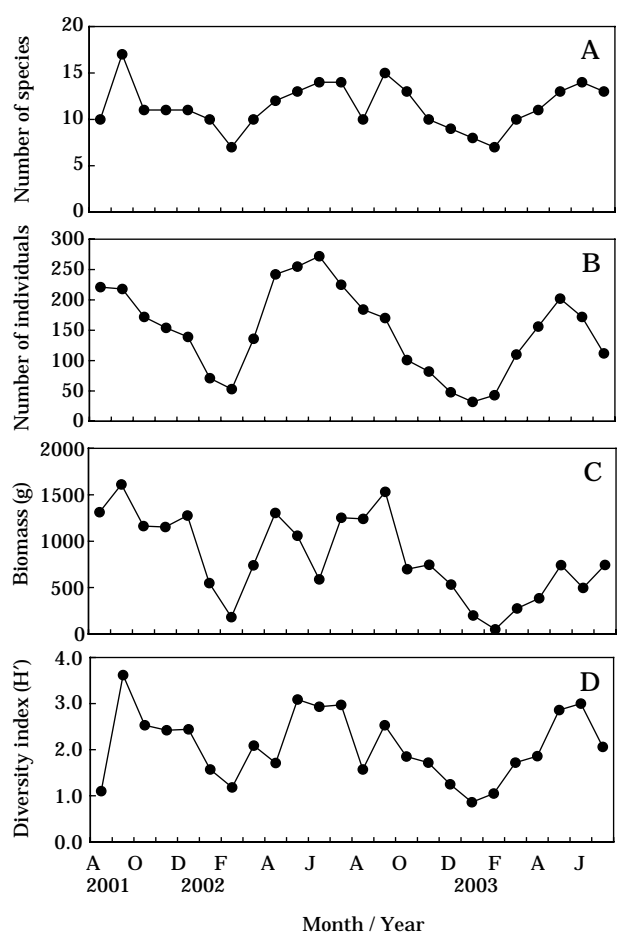 A
Number of species
20
15
10
5
0
B
Number of individuals
300
250
200
150
100
50
0
C
Biomass (g)
2000
1500
1000
500
0
D
Diversity index (H′)
4.0
3.0
2.0
1.0
0.0
A O D F A J A O D F A J
2001 2002 2003
Month / Year